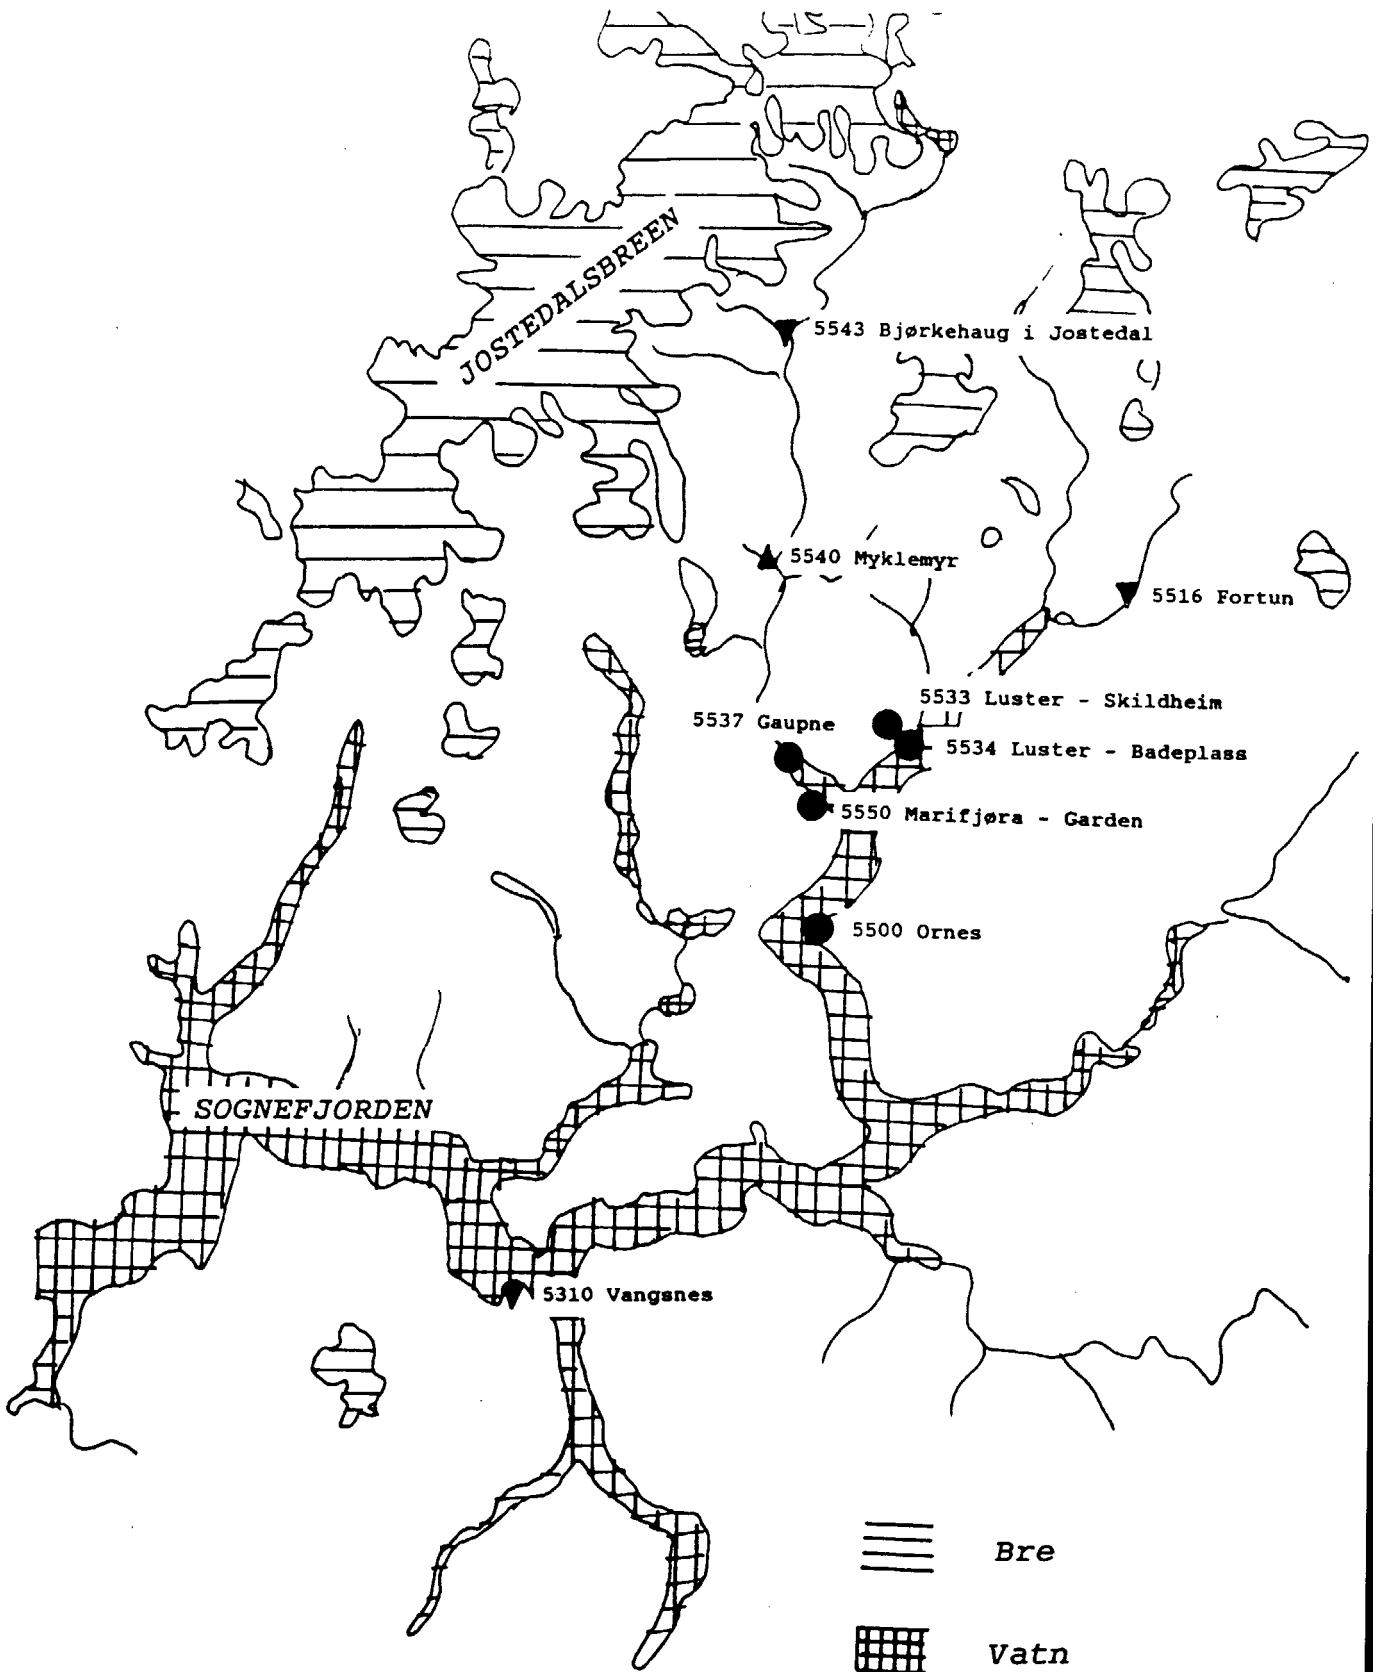 JOSTEDALSBREEN
5543 Bjørkehaug i Jostedal
5540 Myklemyr
5516 Fortun
5533 Luster - Skildheim
5537 Gaupne
5534 Luster - Badeplass
5550 Marifjøra - Garden
5500 Ornes
SOGNEFJORDEN
5310 Vangsnes
Bre
Vatn